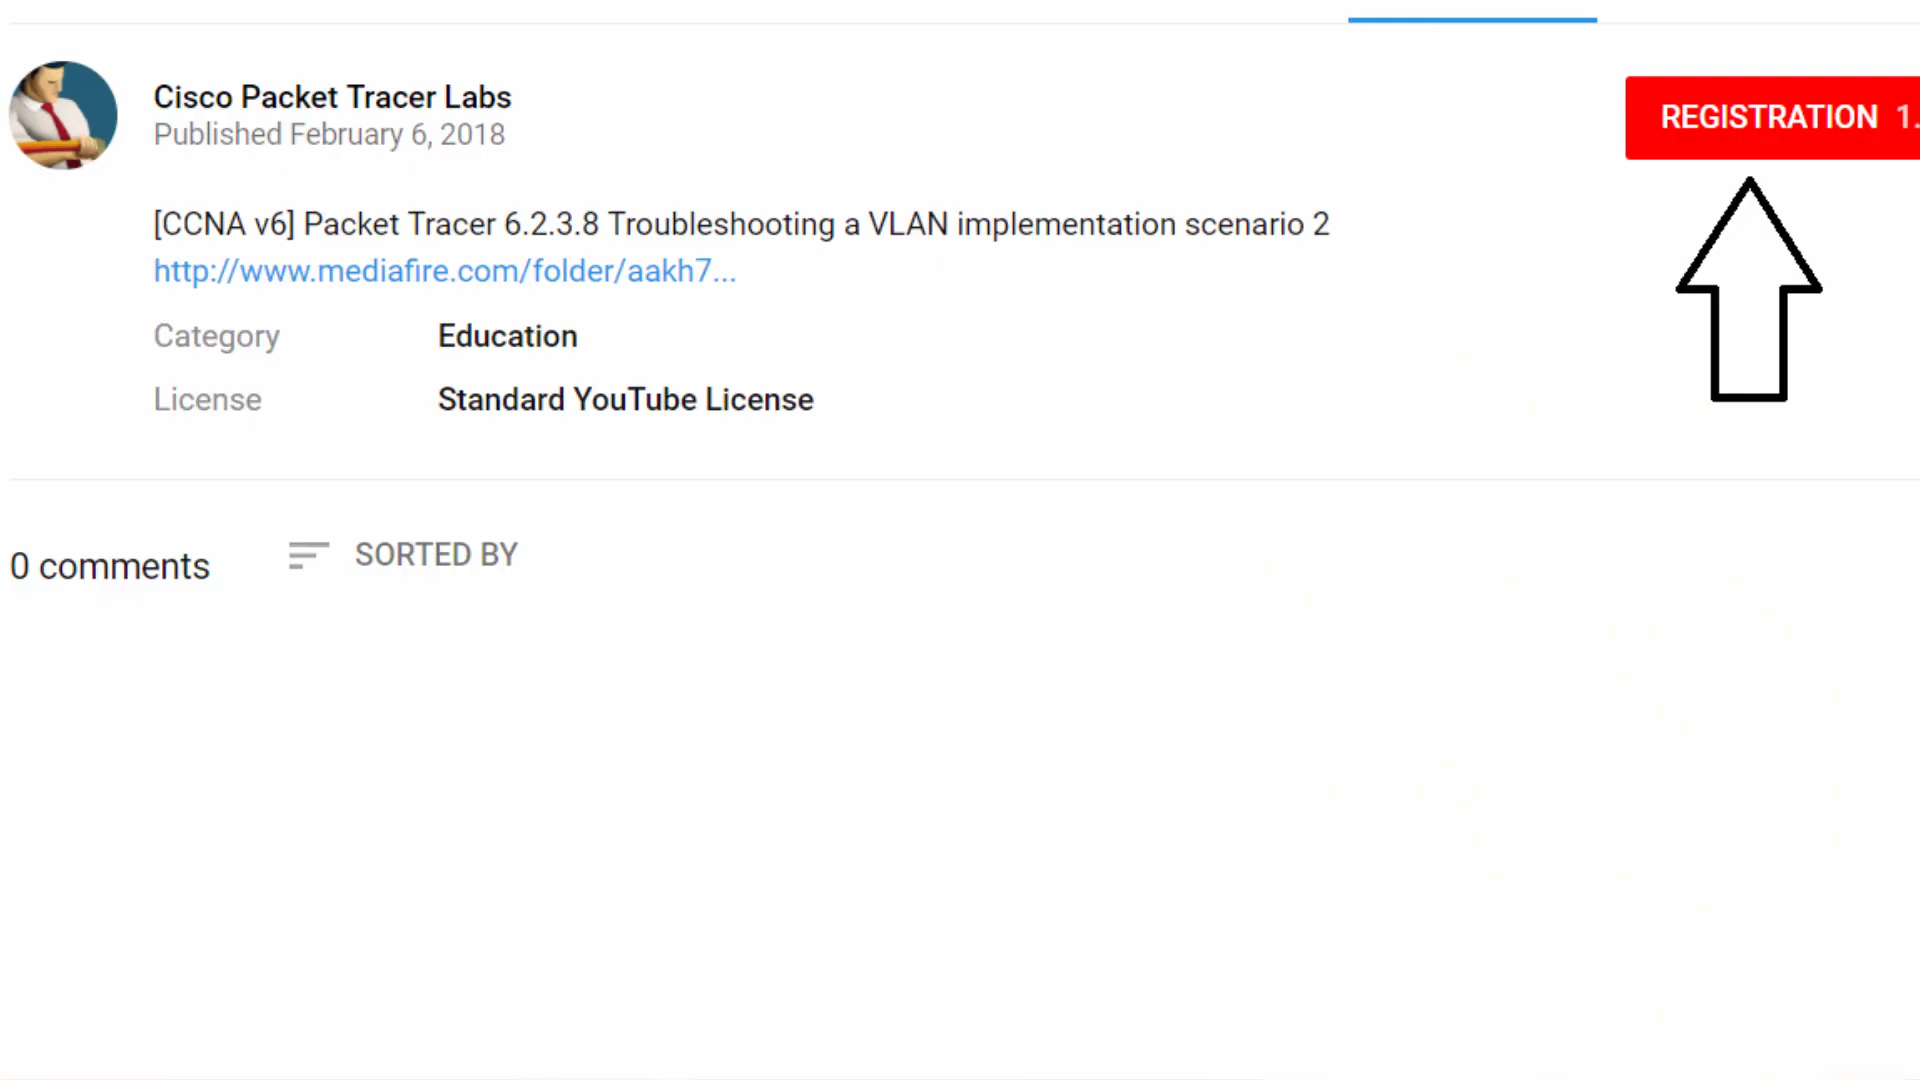 Cisco Packet Tracer Labs
Published February 6, 2018
REGISTRATION 1.
[CCNA v6] Packet Tracer 6.2.3.8 Troubleshooting a VLAN implementation scenario 2
http://www.mediafire.com/folder/aakh7...
Category Education
License Standard YouTube License
0 comments SORTED BY